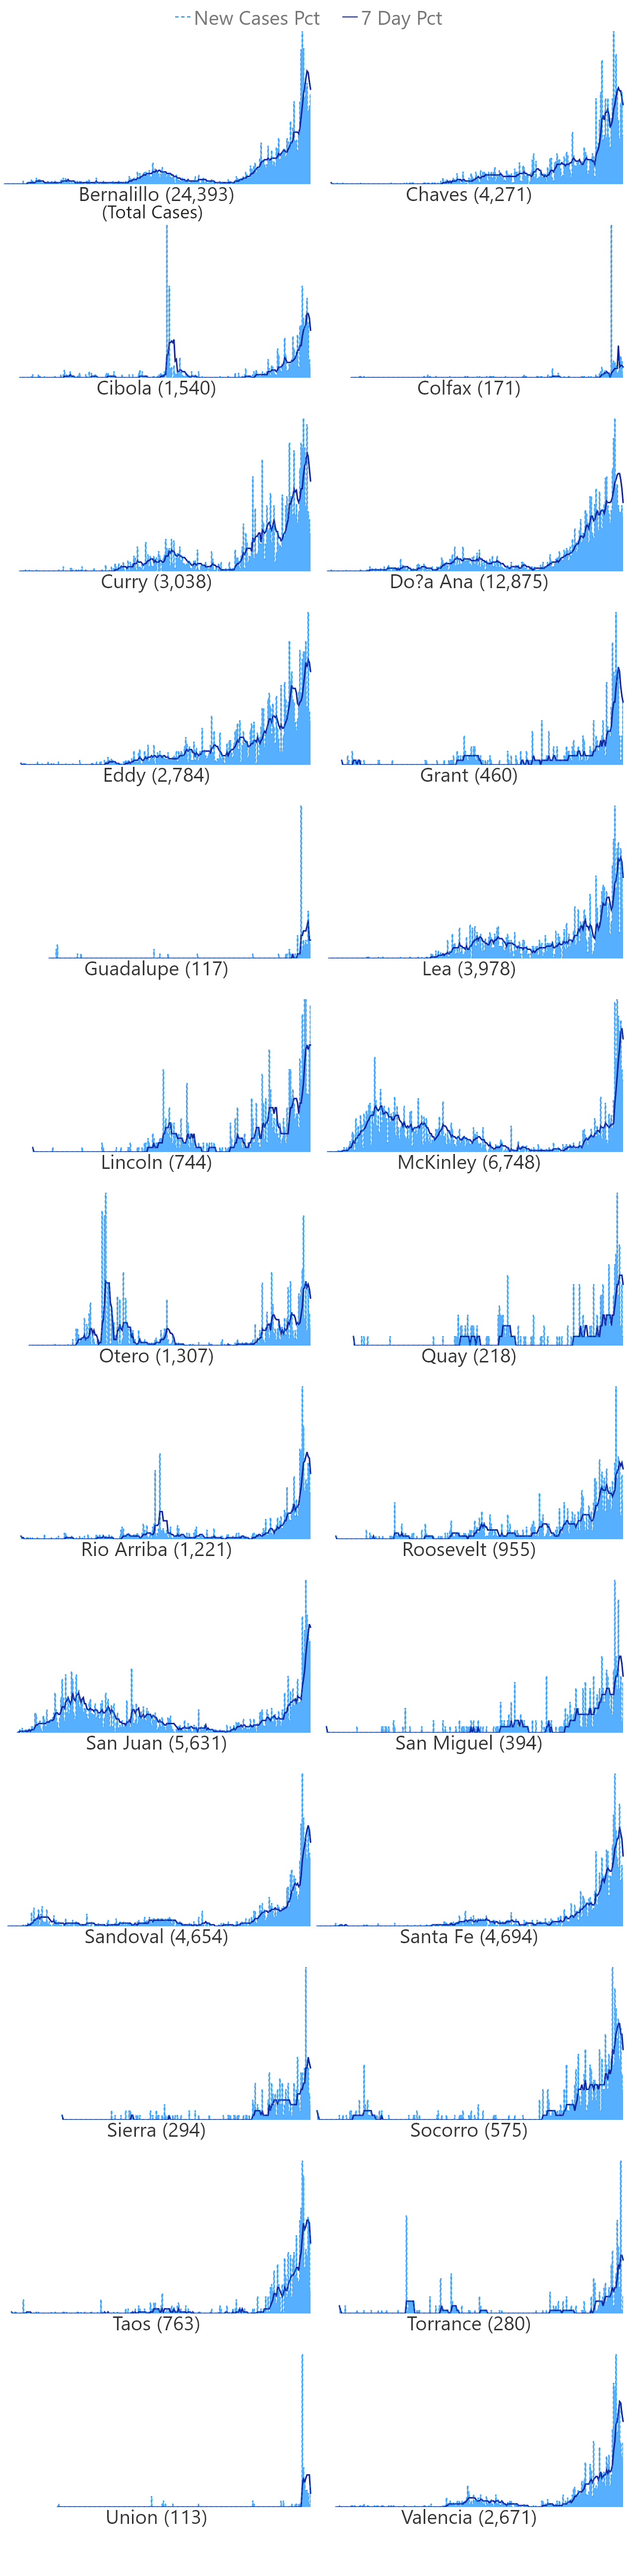 New Cases Pct 7 Day Pct
Bernalillo (24,393) Chaves (4,271)
(Total Cases)
Cibola (1,540) Colfax (171)
Curry (3,038) Do?a Ana (12,875)
Eddy (2,784) Grant (460)
Guadalupe (117) Lea (3,978)
Lincoln (744) McKinley (6,748)
Otero (1,307) Quay (218)
Rio Arriba (1,221) Roosevelt (955)
San Juan (5,631) San Miguel (394)
Sandoval (4,654) Santa Fe (4,694)
Sierra (294) Socorro (575)
Taos (763) Torrance (280)
Union (113) Valencia (2,671)